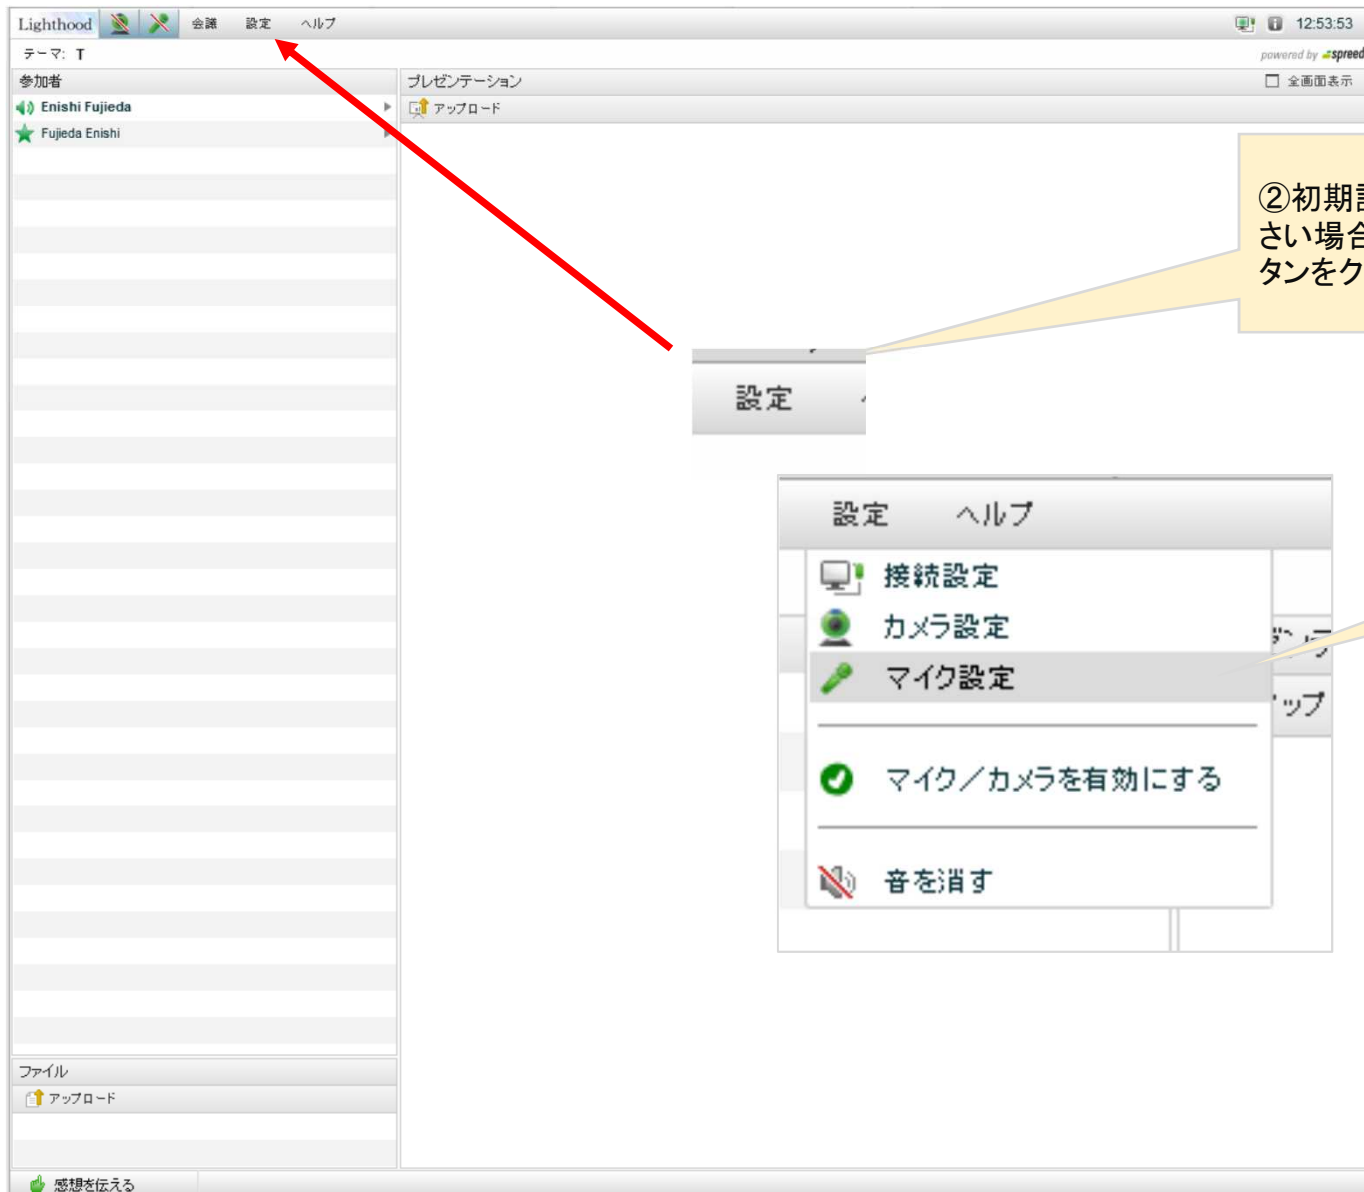 Lighthood 会議 設定 ヘルプ 12:53:53
テーマ: T powered by spreed
参加者 プレゼンテーション 全画面表示
Enishi Fujieda アップロード
Fujieda Enishi
②初期
さい場合
タンをク
設定
設定 ヘルプ
接続設定
カメラ設定
マイク設定
ップ
マイク／カメラを有効にする
音を消す
ファイル
アップロード
感想を伝える